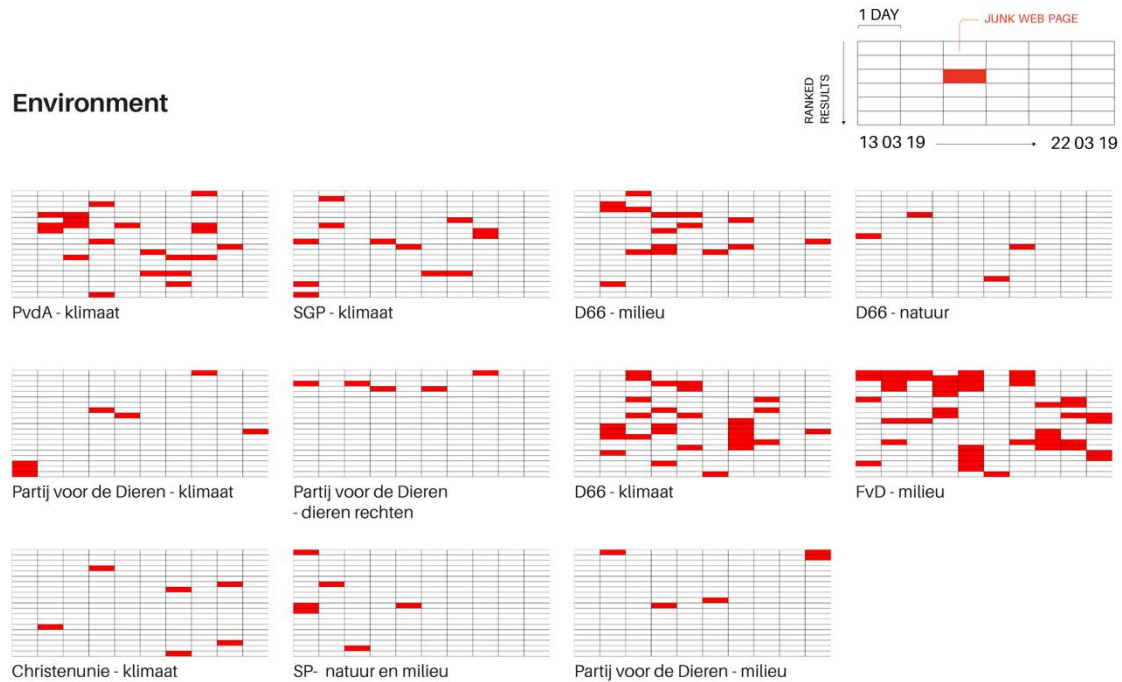 1 DAY
JUNK WEB PAGE
RANKED
RESULTS
13 03 19
22 03 19
Environment
PvdA - klimaat
SGP - klimaat
D66 - milieu
D66 - natuur
Partij voor de Dieren - klimaat
Partij voor de Dieren
- dieren rechten
D66 - klimaat
FvD - milieu
Christenunie - klimaat
SP-  natuur en milieu
Partij voor de Dieren - milieu